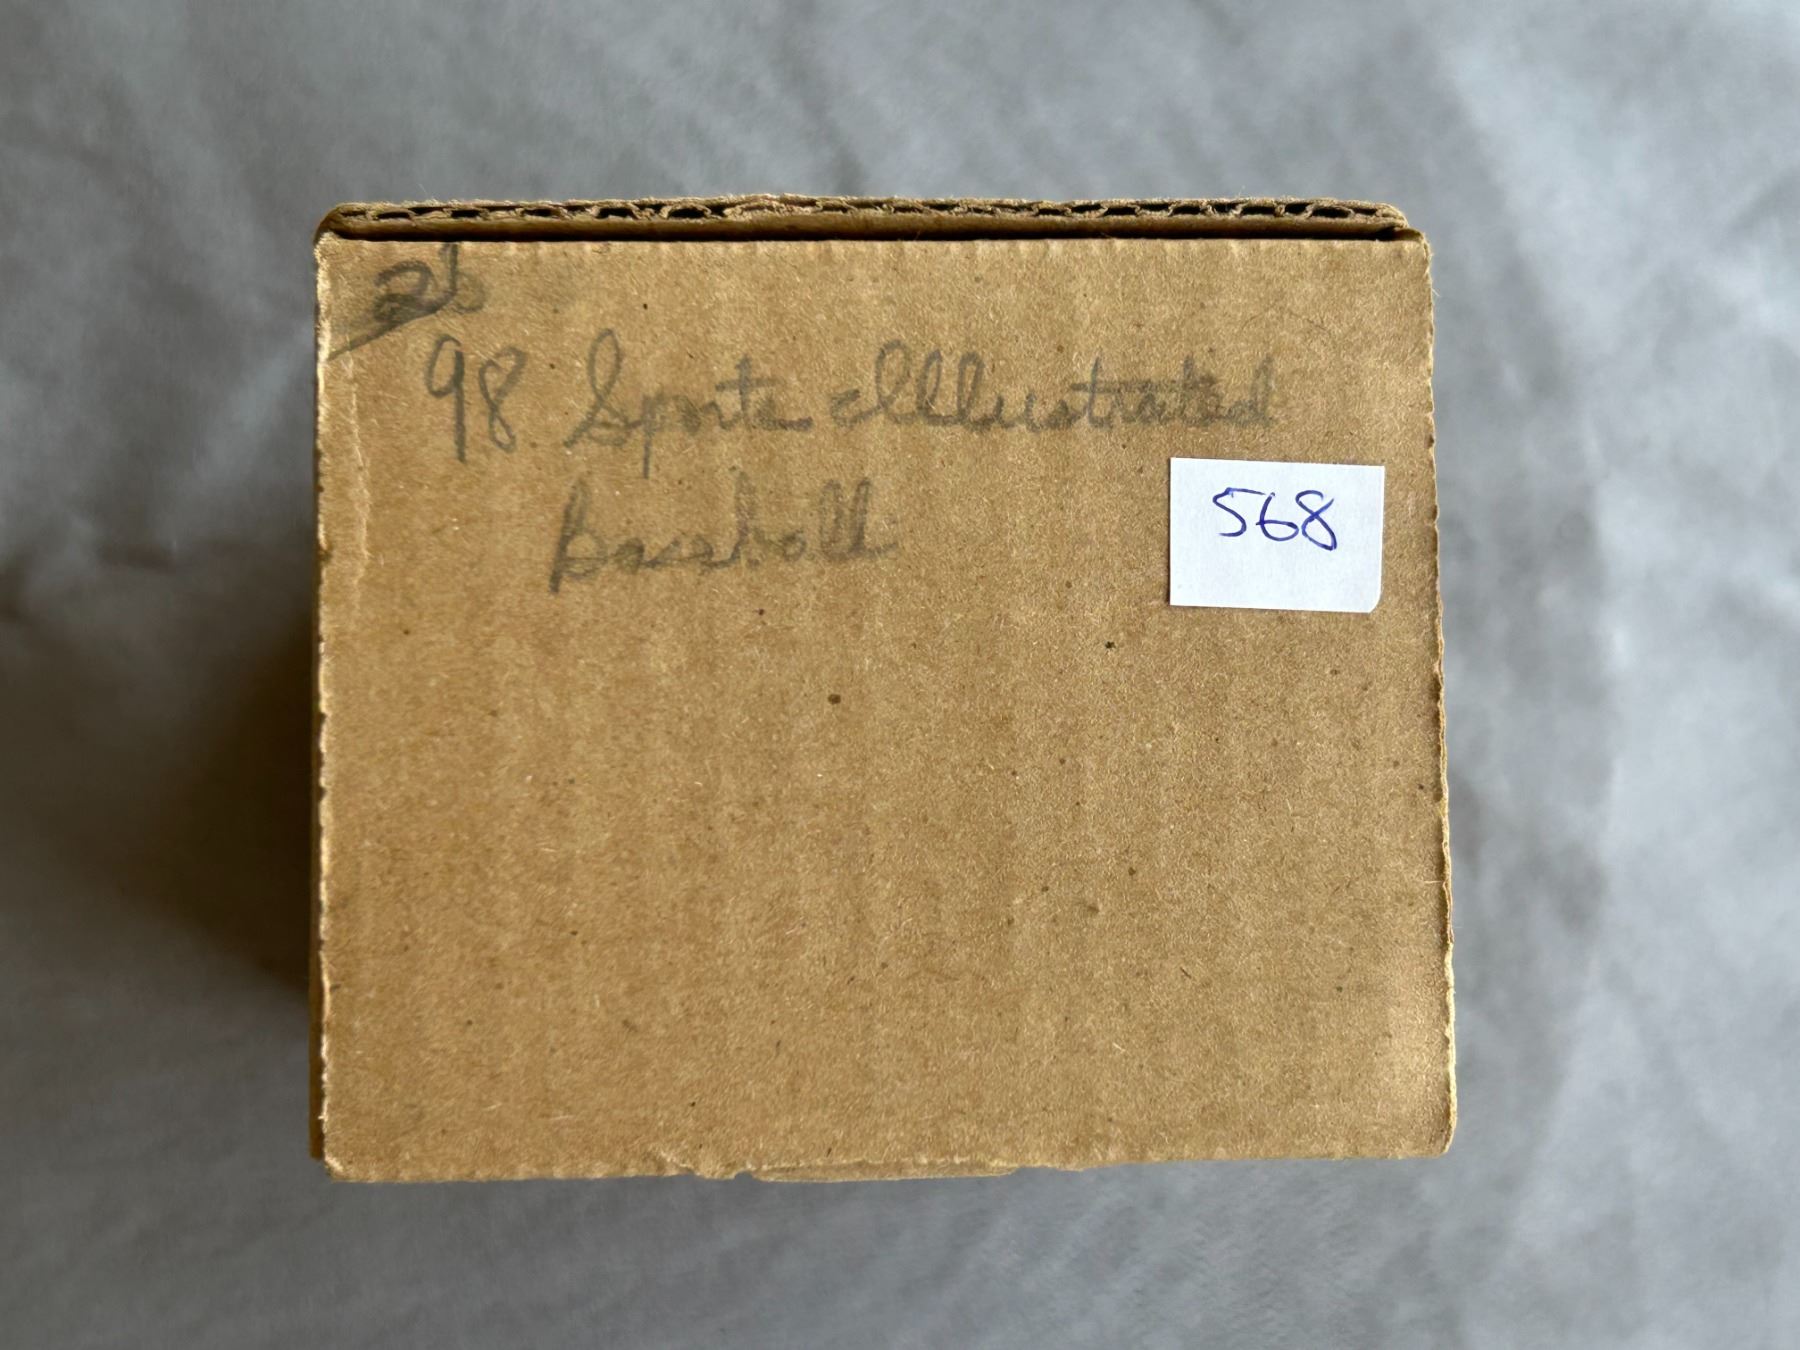 98 Sports Illustrated
Baseball
568